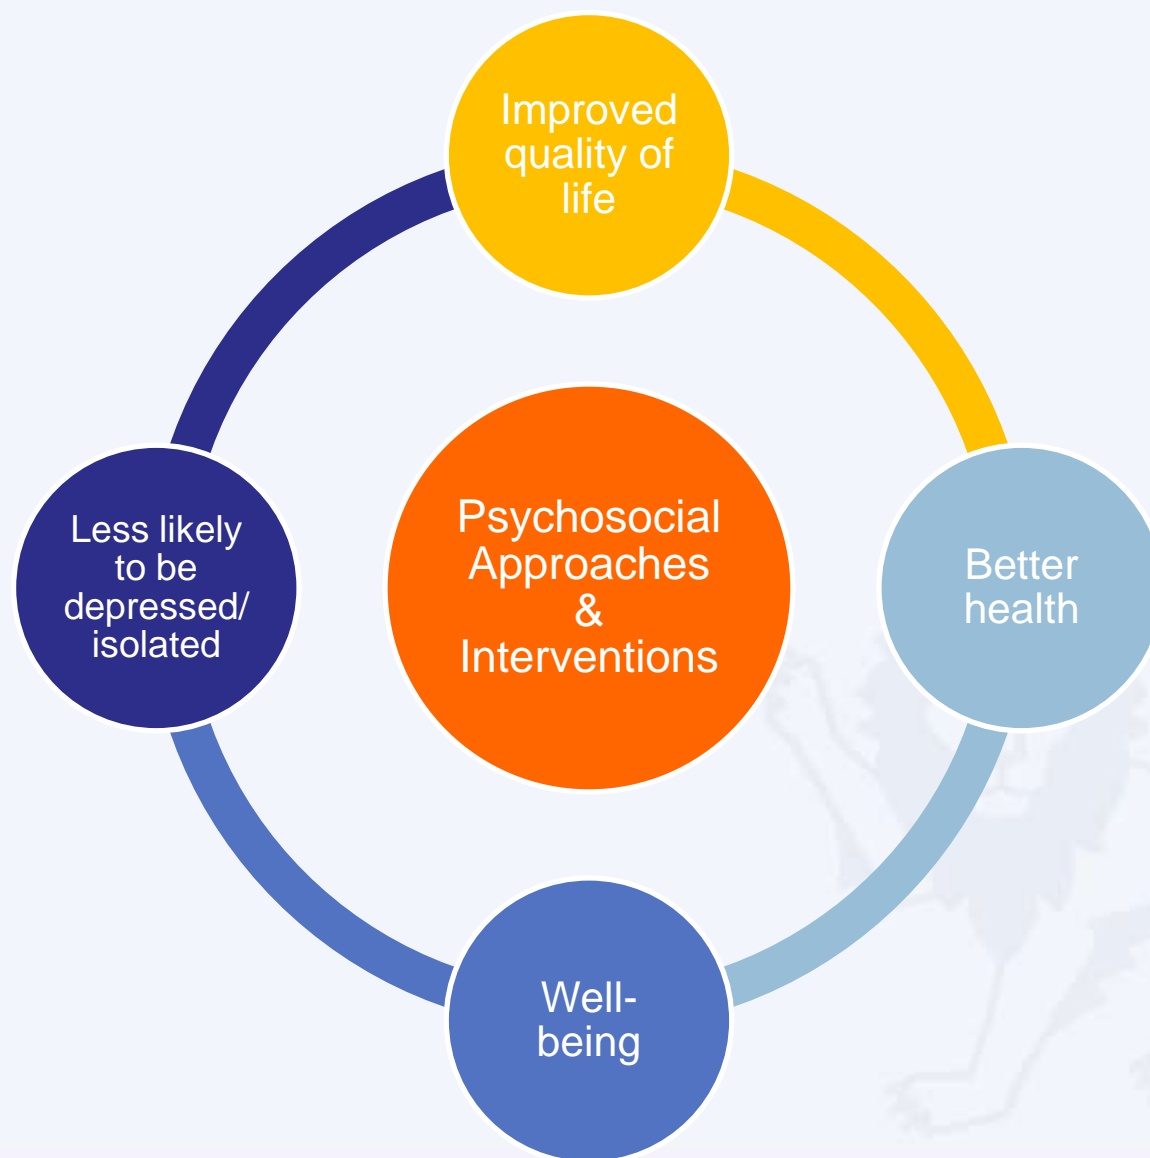 Improved
quality of
life
Less likely
to be
depressed/
isolated
Psychosocial
Approaches
&
Interventions
Better
health
Well-
being